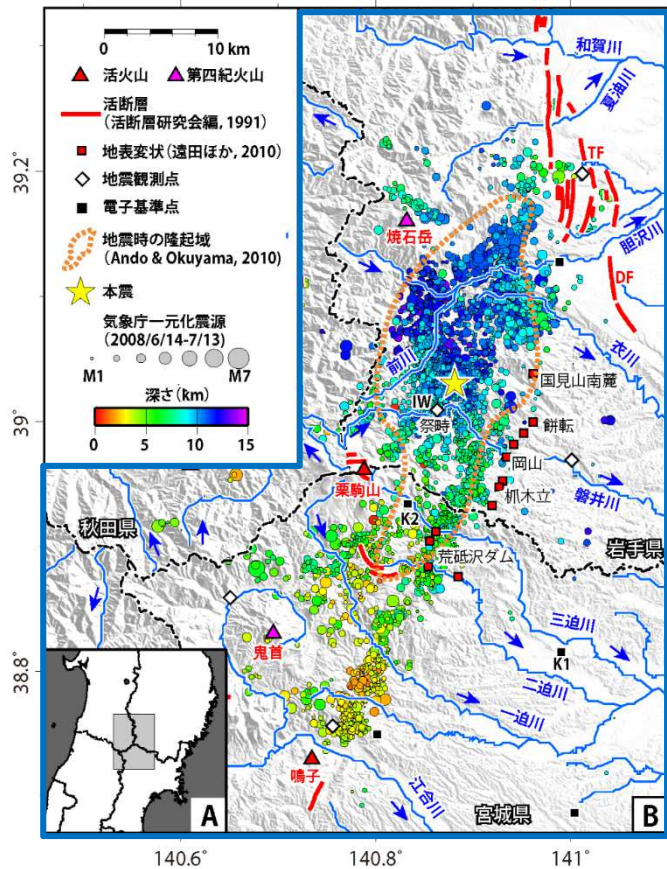 0 10 km
活火山 第四紀火山
活断層
(活断層研究会編, 1991)
地表変状(遠田ほか, 2010)
地震観測点
電子基準点
地震時の隆起域
(Ando & Okuyama, 2010)
本震
気象庁一元化震源
(2008/6/14-7/13)
M1 M7
深さ(km)
0 5 10 15
39.2°
39°
38.8°
和賀川
夏油川
TF
焼石岳
胆沢川
DF
前川
衣川
国見山南麓
IW
祭畤
餅転
岡山
栗駒山
磐井川
机木立
K2
秋田県
岩手県
荒砥沢ダム
三迫川
鬼首
K1
二迫川
一迫川
鳴子
江合川
宮城県
A
B
140.6°
140.8°
141°